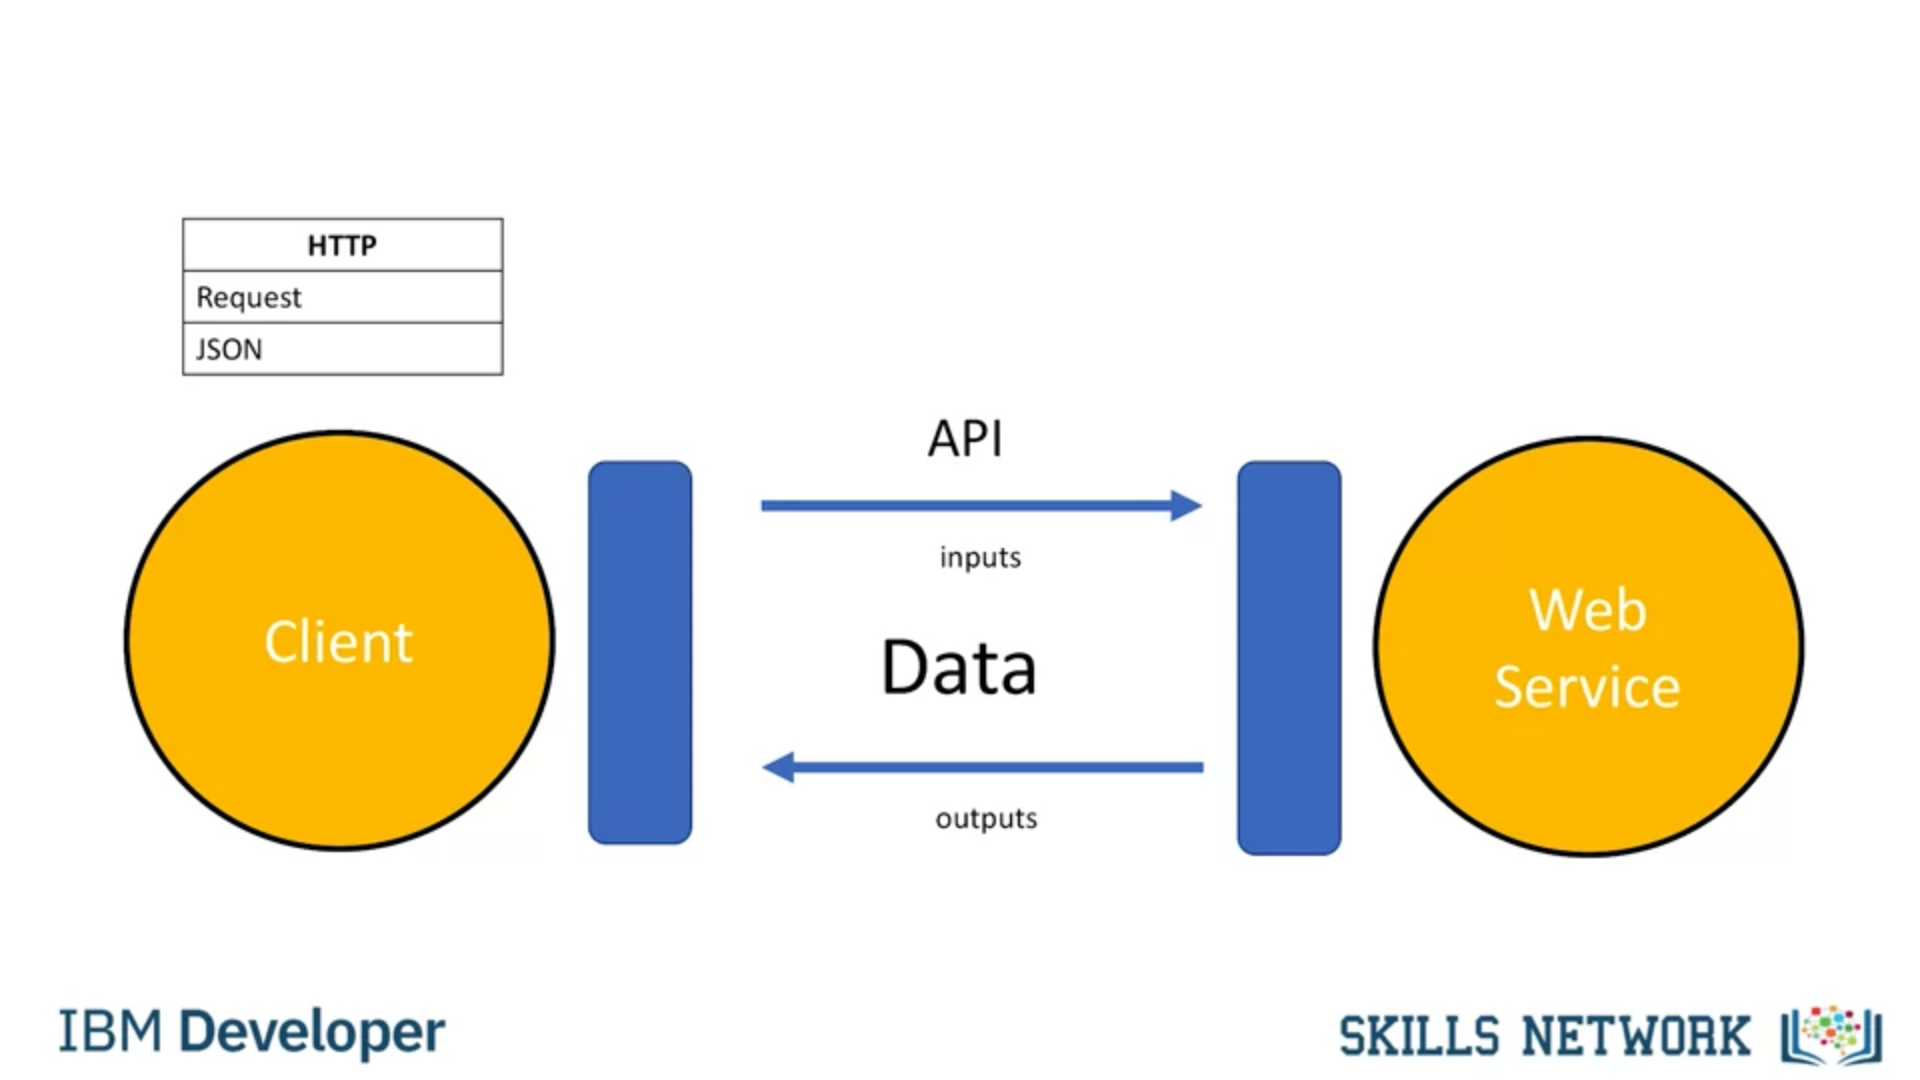 HTTP
Request
JSON
API
inputs
Client
Data
Web
Service
outputs
IBM Developer
SKILLS NETWORK